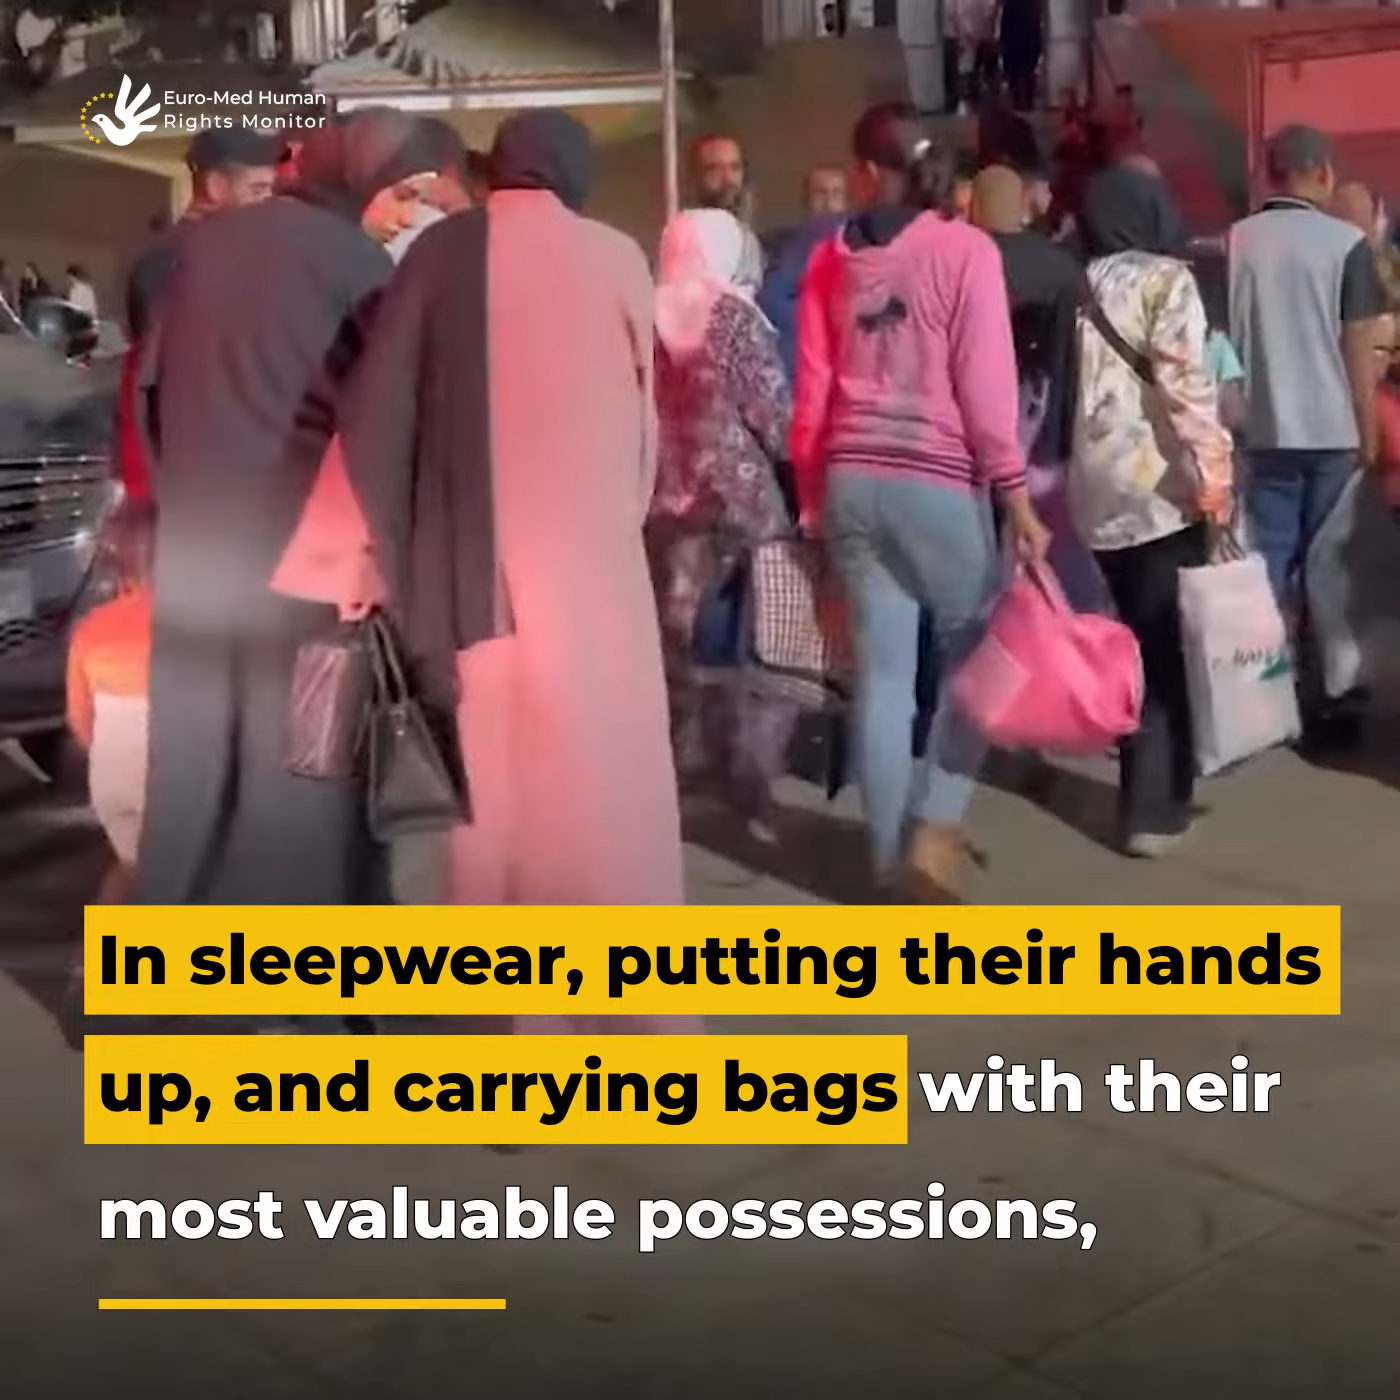 Euro-Med Human
Rights Monitor
In sleepwear, putting their hands
up, and carrying bags with their
most valuable possessions,